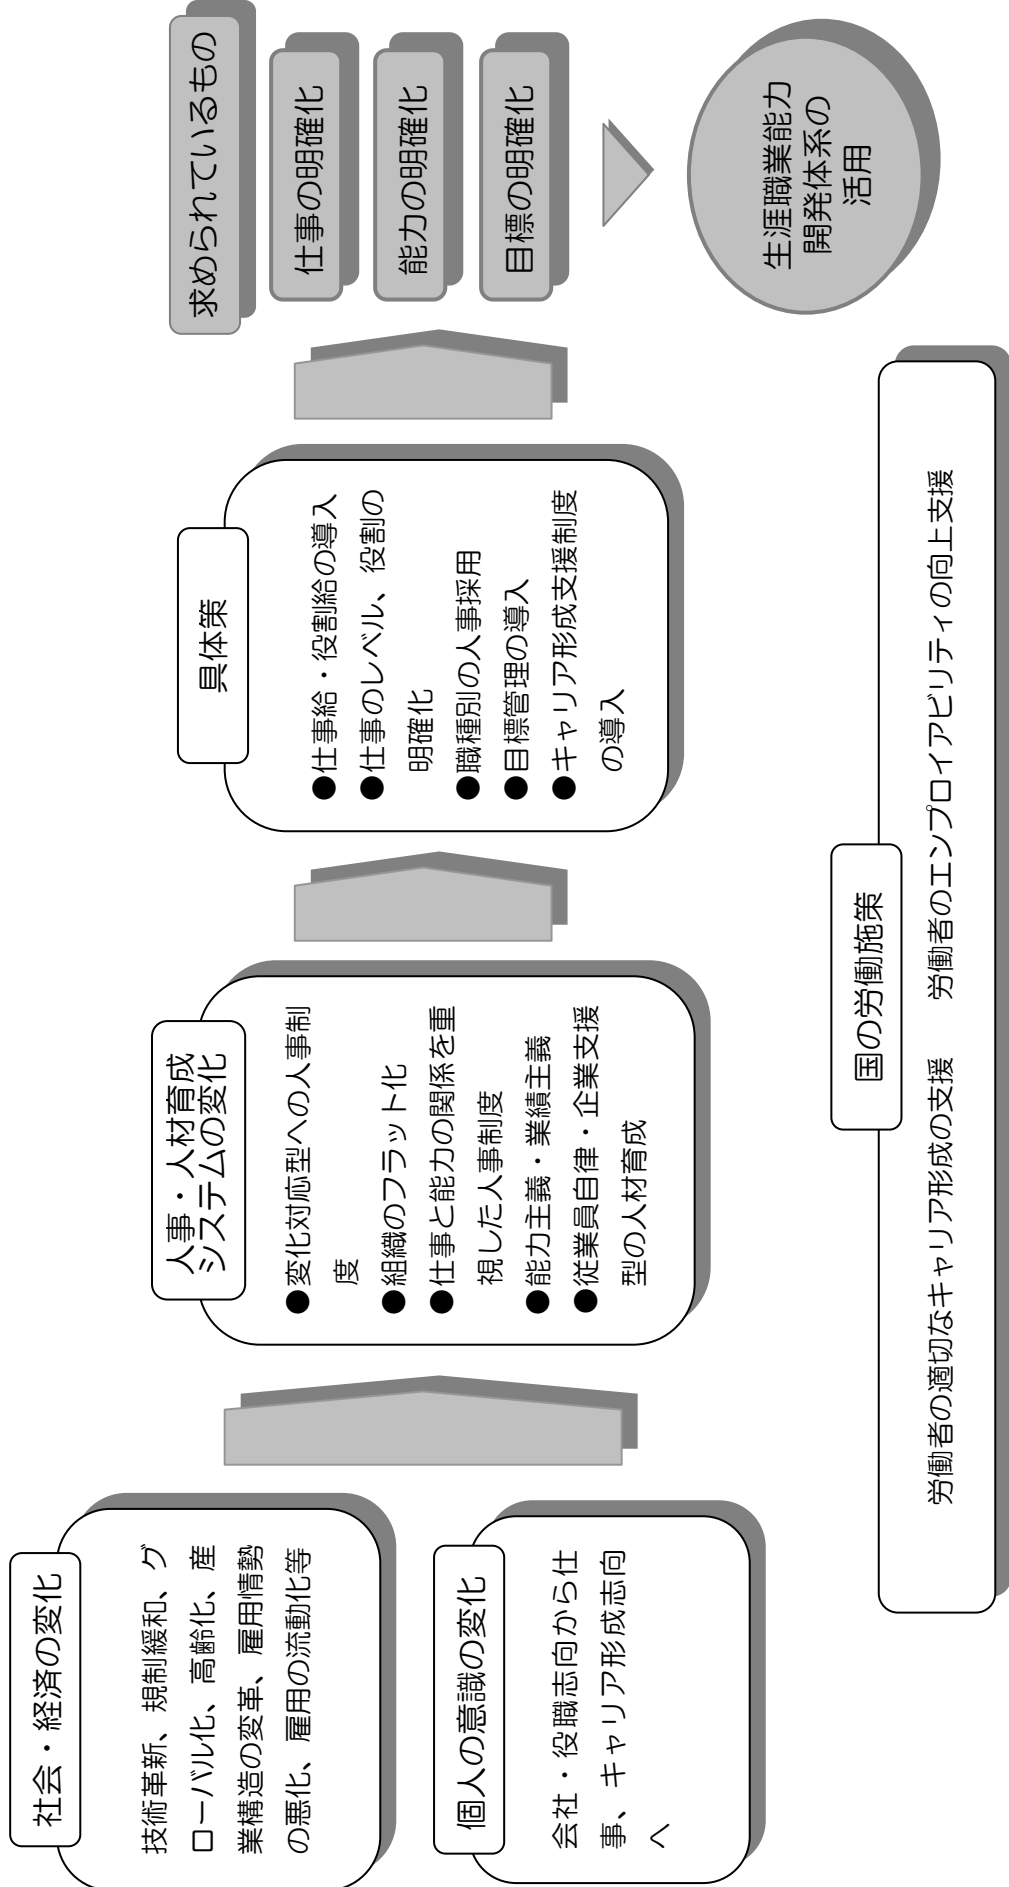 社会・経済の変化
技術革新、規制緩和、グ
ローバル化、高齢化、産
業構造の変革、雇用情勢
の悪化、雇用の流動化等
個人の意識の変化
会社・役職志向から仕
事、キャリア形成志向
へ
人事・人材育成
システムの変化
●変化対応型への人事制
度
●組織のフラット化
●仕事と能力の関係を重
視した人事制度
●能力主義・業績主義
●従業員自律・企業支援
型の人材育成
具体策
●仕事給・役割給の導入
●仕事のレベル、役割の
明確化
●職種別の人事採用
●目標管理の導入
●キャリア形成支援制度
の導入
求められているもの
仕事の明確化
能力の明確化
目標の明確化
生涯職業能力
開発体系の
活用
国の労働施策
労働者の適切なキャリア形成の支援　労働者のエンプロイアビリティの向上支援